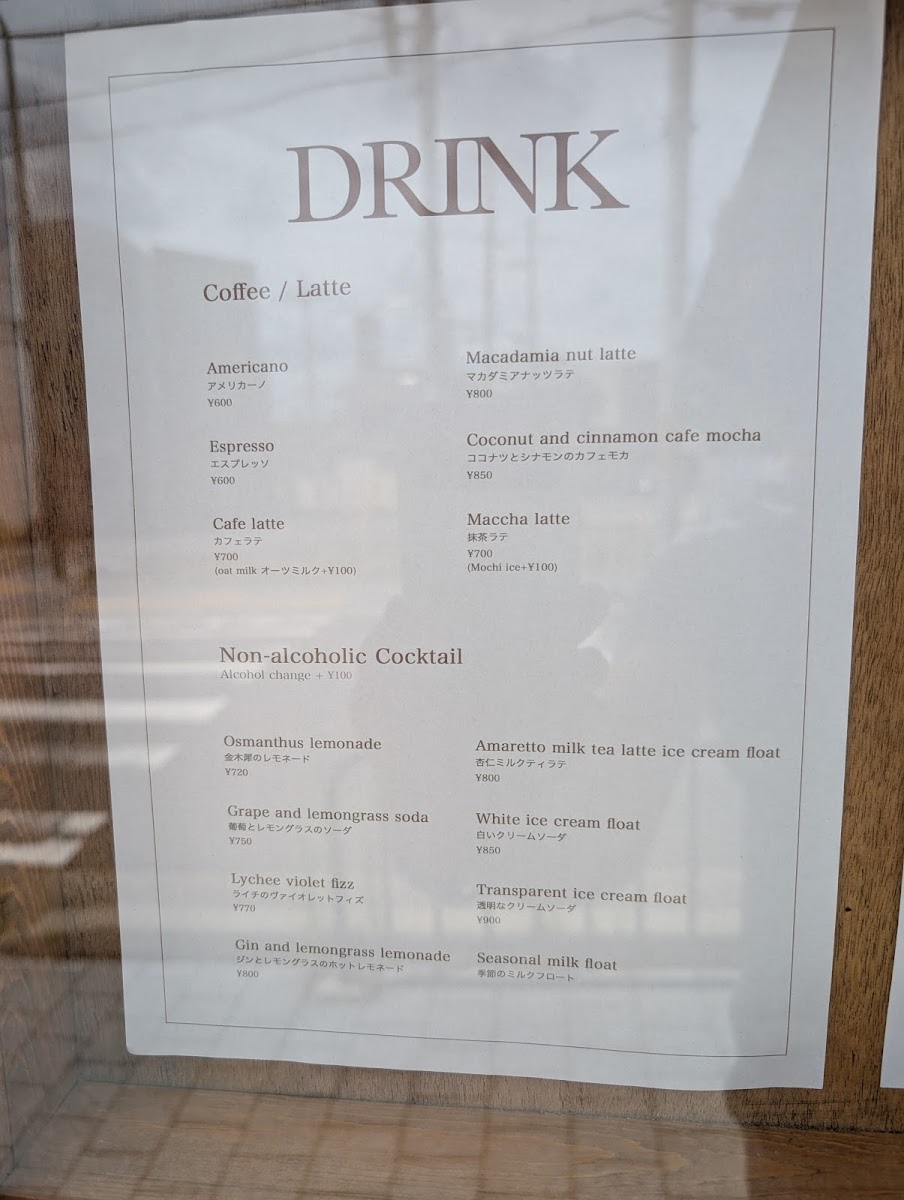 DRINK
Coffee / Latte
Americano
アメリカーノ
¥600
Espresso
エスプレッソ
¥600
Cafe latte
カフェラテ
¥700
(oat milk オーツミルク+¥100)
Macadamia nut latte
マカダミアナッツラテ
¥800
Coconut and cinnamon cafe mocha
ココナツとシナモンのカフェモカ
¥850
Maccha latte
抹茶ラテ
¥700
(Mochi ice+¥100)
Non-alcoholic Cocktail
Alcohol change + ¥100
Osmanthus lemonade
金木犀のレモネード
¥720
Grape and lemongrass soda
葡萄とレモングラスのソーダ
¥750
Lychee violet fizz
ライチのヴァイオレットフィズ
¥770
Gin and lemongrass lemonade
ジンとレモングラスのホットレモネード
¥800
Amaretto milk tea latte ice cream float
杏仁ミルクティラテ
¥800
White ice cream float
白いクリームソーダ
¥850
Transparent ice cream float
透明なクリームソーダ
¥900
Seasonal milk float
季節のミルクフロート